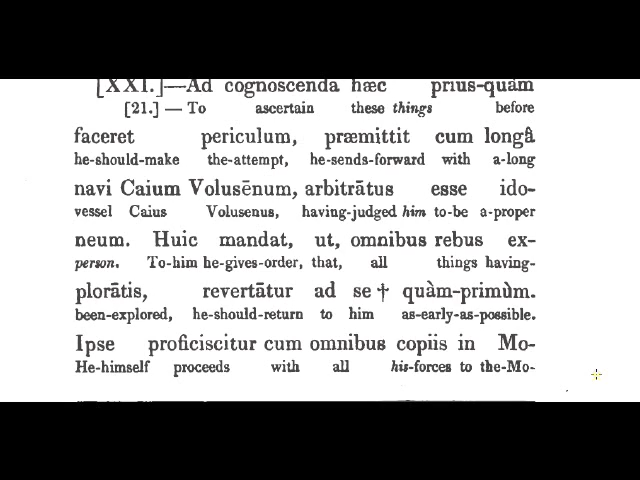 [XXI.]—Ad cognoscenda hæc prius-quàm
[21.] — To ascertain these things before
faceret periculum, præmittit cum longâ
he-should-make the-attempt, he-sends-forward with a-long
navi Caium Volusēnum, arbitrātus esse ido-
vessel Caius Volusenus, having-judged him to-be a-proper
neum. Huic mandat, ut, omnibus rebus ex-
person. To-him he-gives-order, that, all things having-
plorātis, revertātur ad se † quàm-primùm.
been-explored, he-should-return to him as-early-as-possible.
Ipse proficiscitur cum omnibus copiis in Mo-
He-himself proceeds with all his-forces to the-Mo-